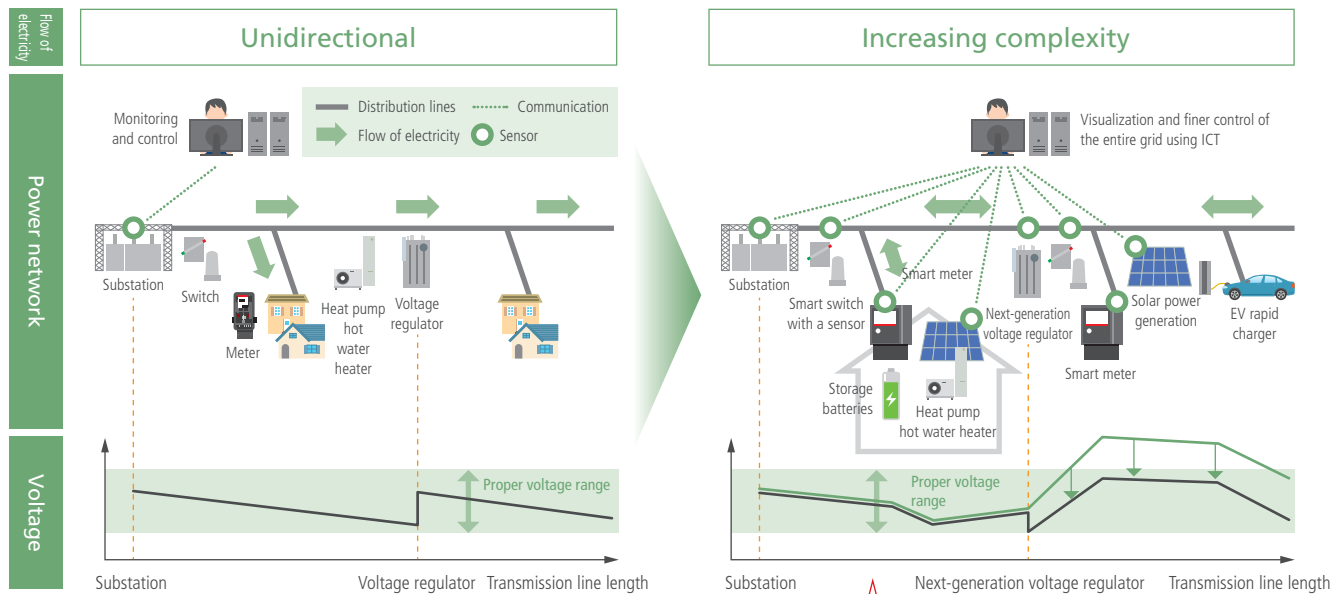 Flow of
electricity
Unidirectional
Increasing complexity
Power network
Monitoring
and control
Distribution lines
Communication
Flow of electricity
Sensor
Substation
Switch
Meter
Heat pump
hot
water
heater
Voltage
regulator
Visualization and finer control of
the entire grid using ICT
Substation
Smart switch
with a sensor
Smart meter
Storage
batteries
Heat pump
hot water heater
Next-generation
voltage regulator
Smart meter
Solar power
generation
EV rapid
charger
Voltage
Proper voltage range
Substation
Voltage regulator
Transmission line length
Proper voltage
range
Substation
Next-generation voltage regulator
Transmission line length